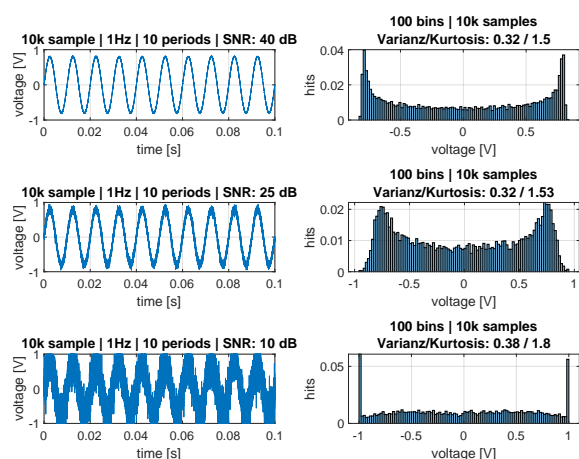 10k sample | 1Hz | 10 periods | SNR: 40 dB
voltage [V]
1
0
-1
0
0.02
0.04
0.06
0.08
0.1
time [s]
100 bins | 10k samples
Varianz/Kurtosis: 0.32 / 1.5
hits
0.04
0.02
0
-0.5
0
0.5
voltage [V]
10k sample | 1Hz | 10 periods | SNR: 25 dB
voltage [V]
1
0
-1
0
0.02
0.04
0.06
0.08
0.1
time [s]
100 bins | 10k samples
Varianz/Kurtosis: 0.32 / 1.53
hits
0.02
0.01
0
-1
-0.5
0
0.5
1
voltage [V]
10k sample | 1Hz | 10 periods | SNR: 10 dB
voltage [V]
1
0
-1
0
0.02
0.04
0.06
0.08
0.1
time [s]
100 bins | 10k samples
Varianz/Kurtosis: 0.38 / 1.8
hits
0.05
0
-1
-0.5
0
0.5
1
voltage [V]